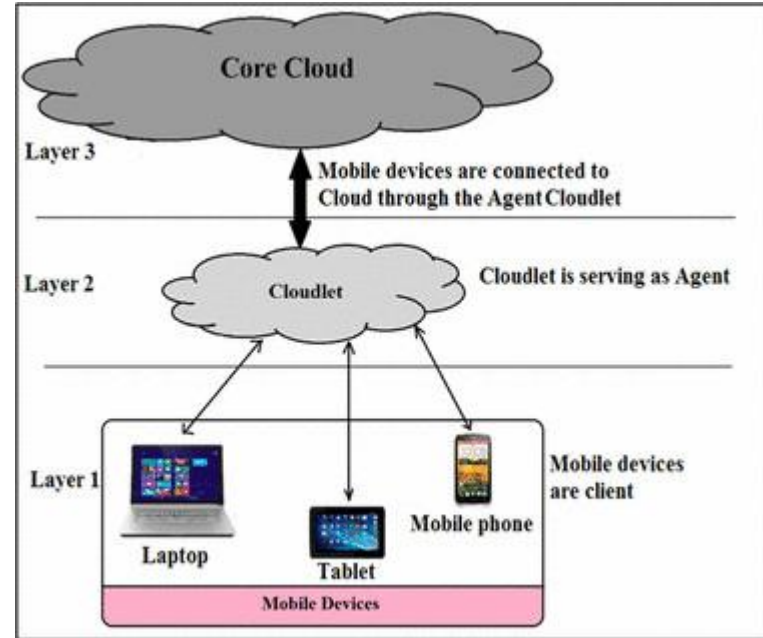 Core Cloud
Layer 3
Mobile devices are connected to
Cloud through the Agent Cloudlet
Layer 2
Cloudlet
Cloudlet is serving as Agent
Layer 1
Mobile devices
are client
Laptop
Tablet
Mobile phone
Mobile Devices